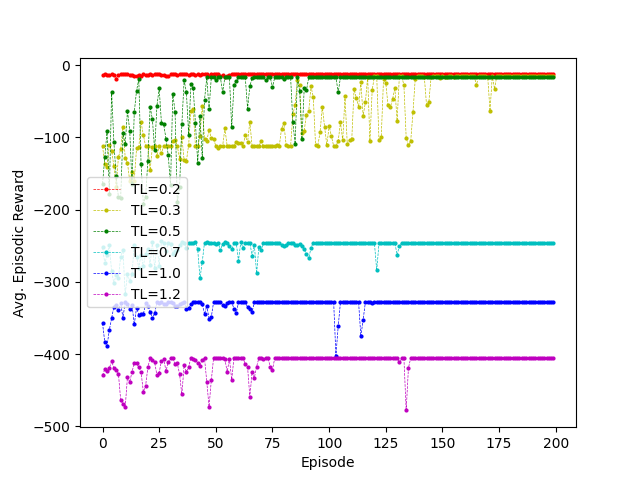 0
−100
−200
−300
−400
−500
Avg. Episodic Reward
TL=0.2
TL=0.3
TL=0.5
TL=0.7
TL=1.0
TL=1.2
0
25
50
75
100
125
150
175
200
Episode